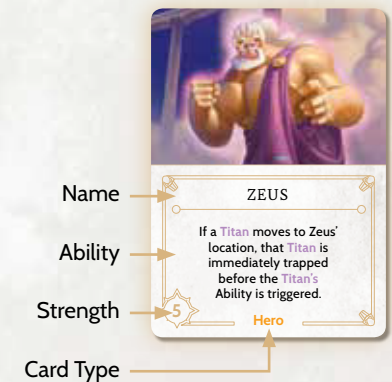 ZEUS
Name
If a Titan moves to Zeus'
location, that Titan is
immediately trapped
before the Titan's
Ability is triggered.
Ability
Strength
5
Hero
Card Type